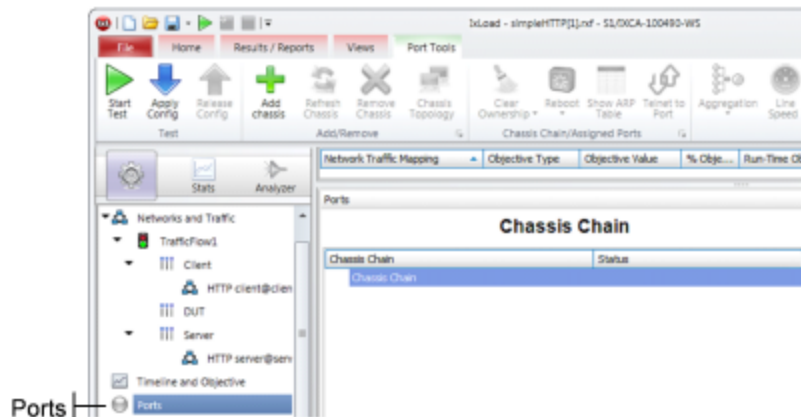 IxLoad - simpleHTTP[1].rxf - S1/IXCA-100490-WS
File Home Results / Reports Views Port Tools
Start Test Apply Config Release Config Add chassis Refresh Chassis Remove Chassis Chassis Topology Clear Ownership Reboot Show ARP Table Telnet to Port Aggregation Line Speed
Test Add/Remove Chassis Chain/Assigned Ports
Network Traffic Mapping Objective Type Objective Value % Obje... Run-Time Ob
Stats Analyzer
Ports
Chassis Chain
Chassis Chain Status
Chassis Chain
Networks and Traffic
TrafficFlow1
Client
HTTP client@clien
DUT
Server
HTTP server@serv
Timeline and Objective
Ports Ports